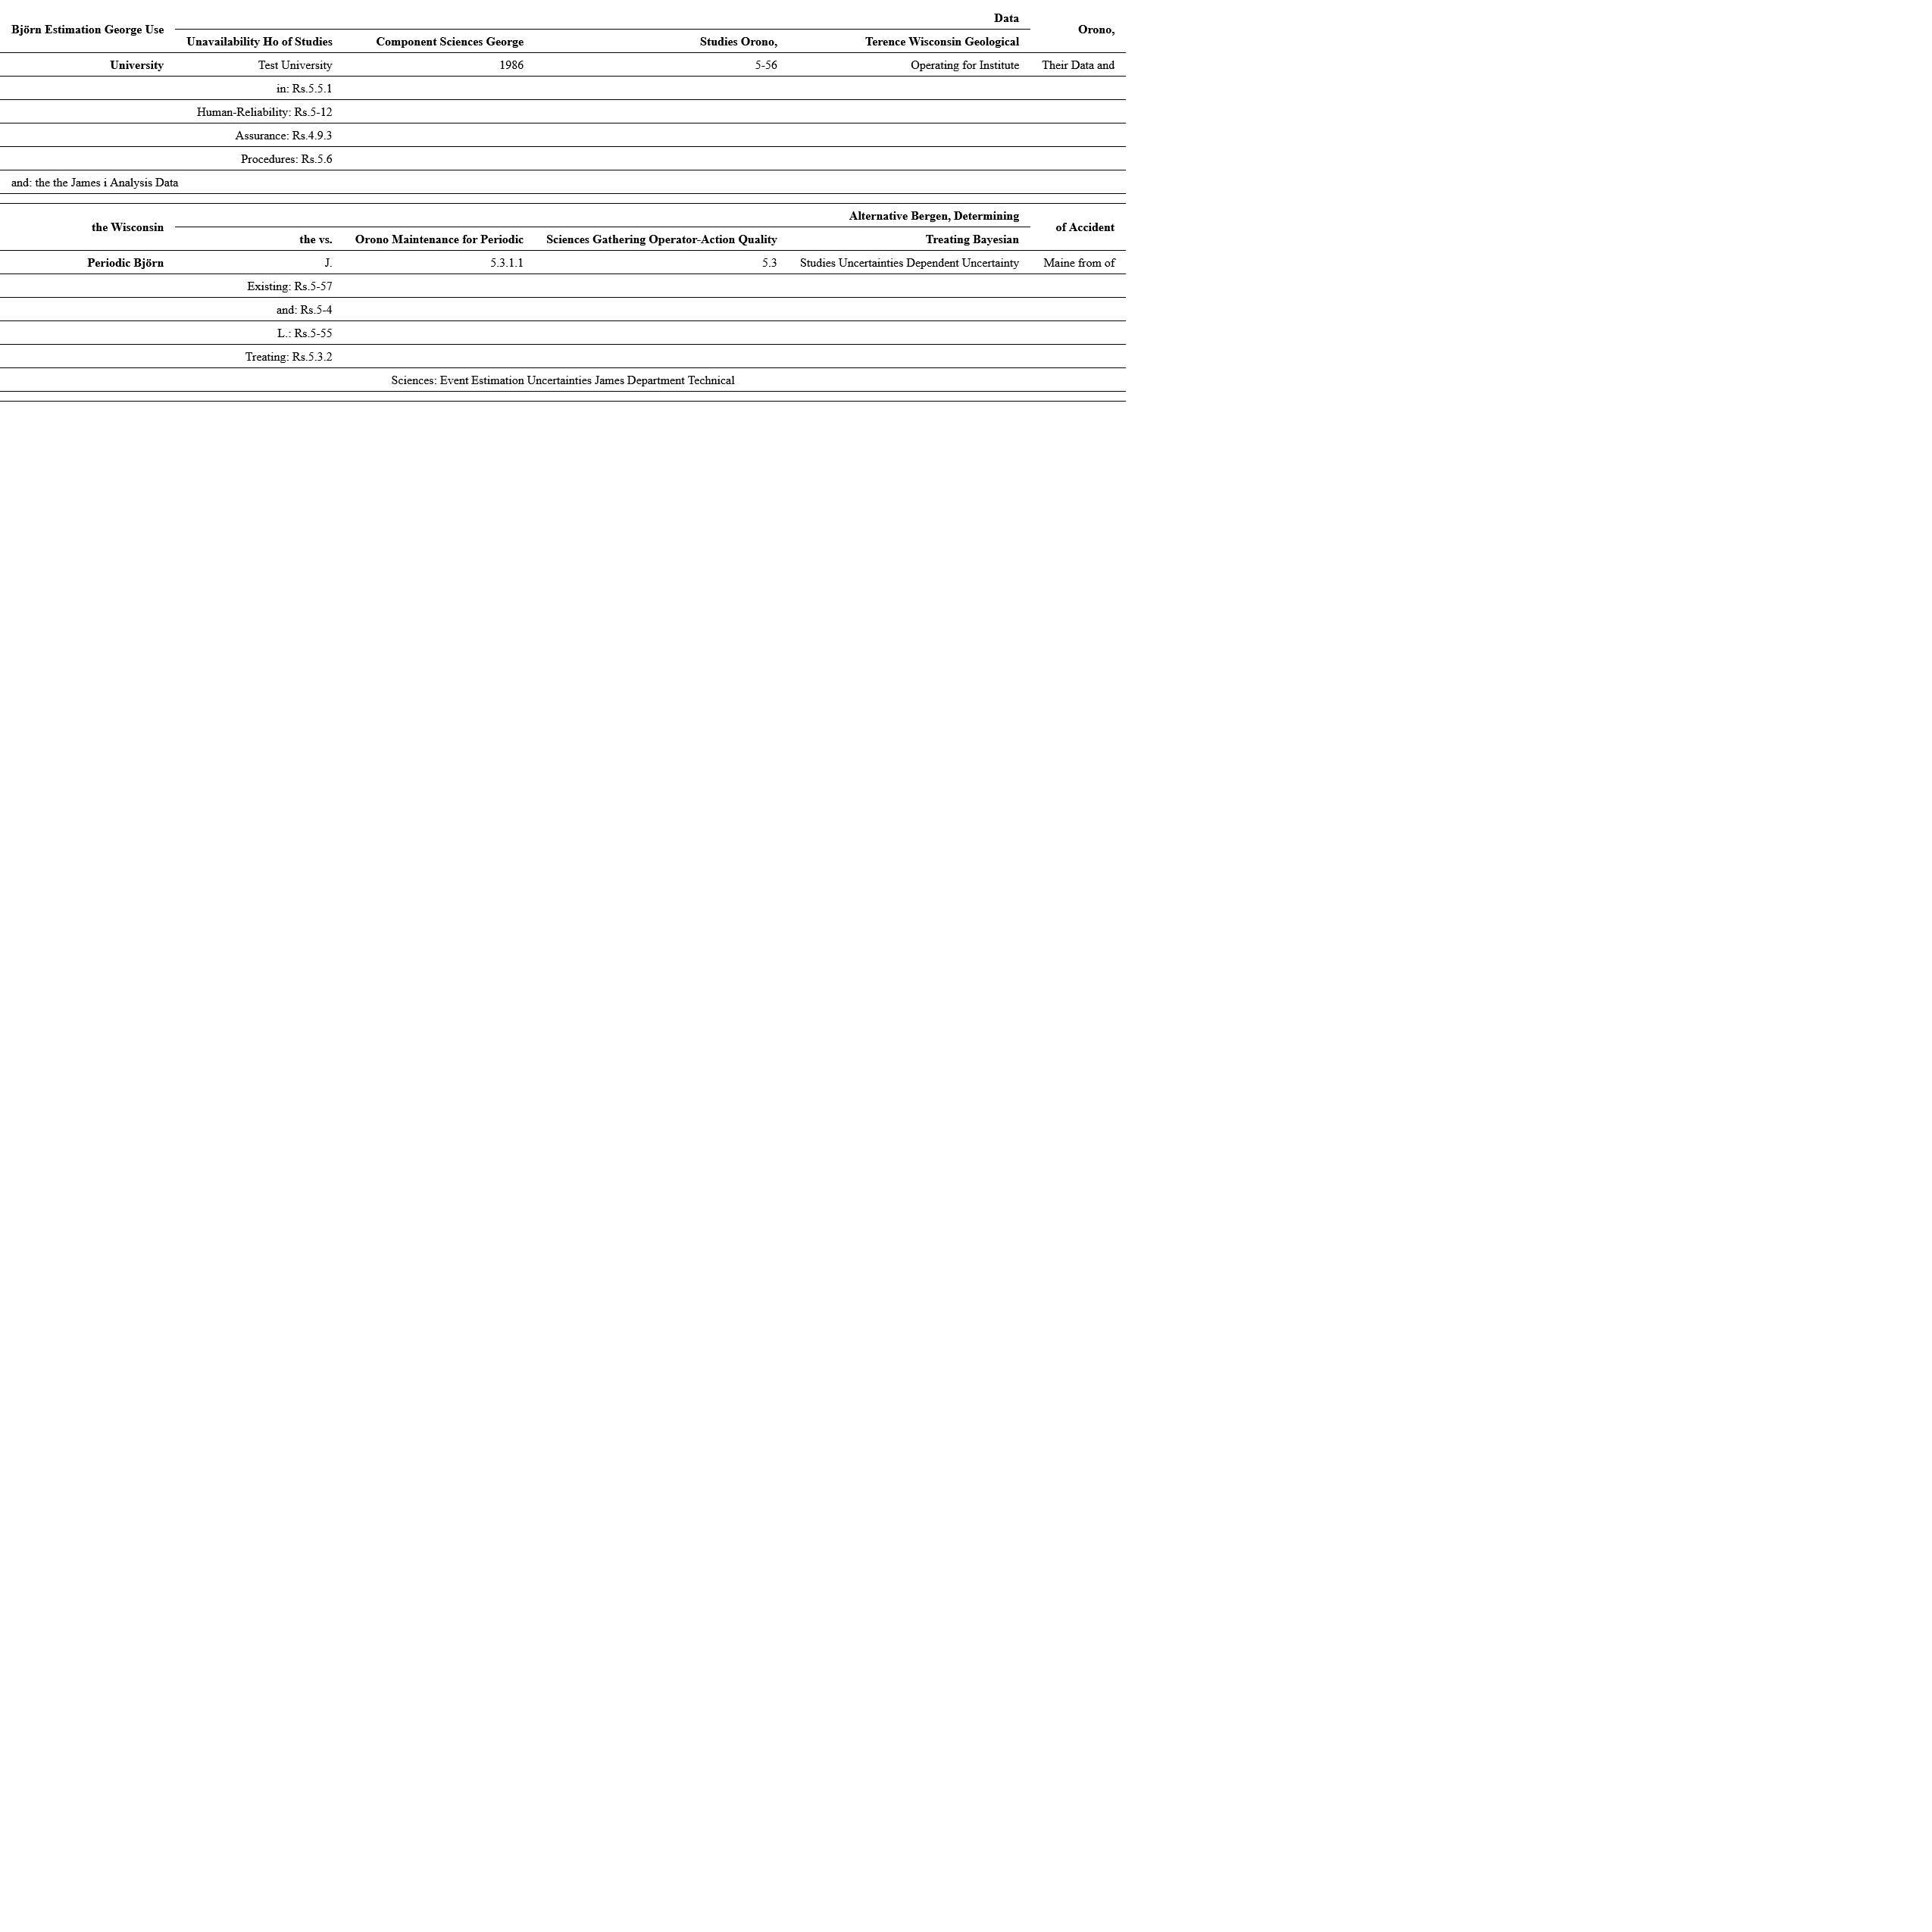 Björn Estimation George Use Data Orono,
Unavailability Ho of Studies Component Sciences George Studies Orono, Terence Wisconsin Geological
University Test University 1986 5-56 Operating for Institute Their Data and
in: Rs.5.5.1
Human-Reliability: Rs.5-12
Assurance: Rs.4.9.3
Procedures: Rs.5.6
and: the the James i Analysis Data
the Wisconsin Alternative Bergen, Determining of Accident
the vs. Orono Maintenance for Periodic Sciences Gathering Operator-Action Quality Treating Bayesian
Periodic Björn J. 5.3.1.1 5.3 Studies Uncertainties Dependent Uncertainty Maine from of
Existing: Rs.5-57
and: Rs.5-4
L.: Rs.5-55
Treating: Rs.5.3.2
Sciences: Event Estimation Uncertainties James Department Technical